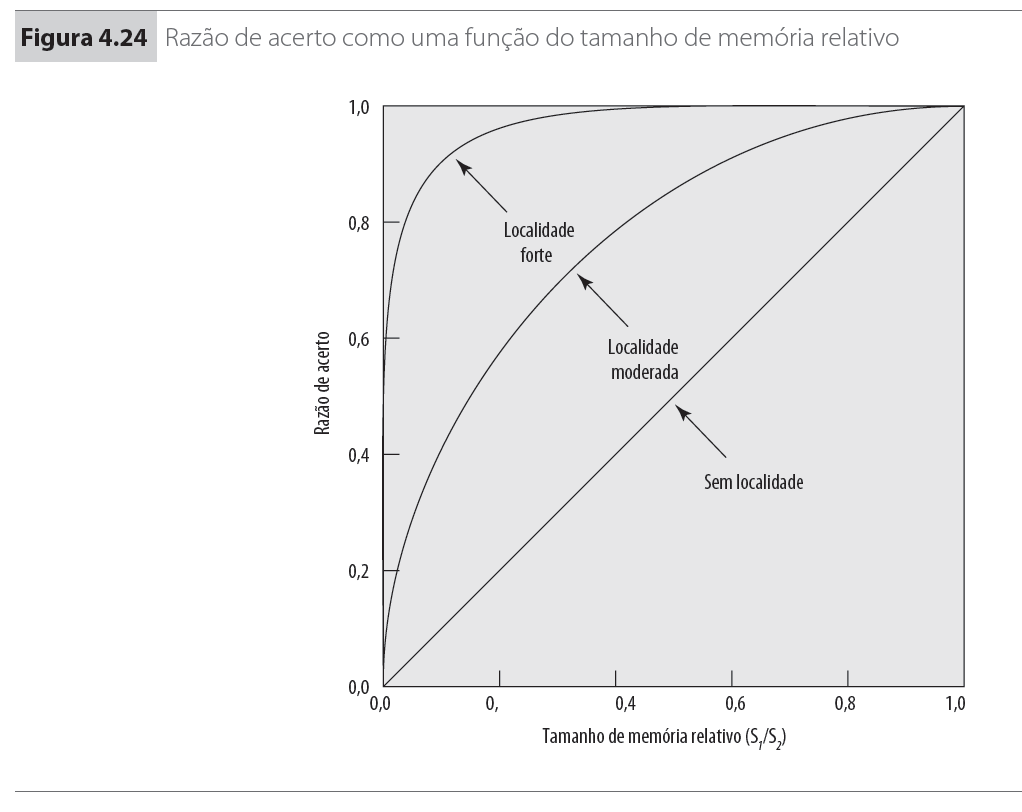 Figura 4.24 Razão de acerto como uma função do tamanho de memória relativo
1,0
0,8
0,6
0,4
0,2
0,0
Razão de acerto
Localidade
forte
Localidade
moderada
Sem localidade
0,0 0, 0,4 0,6 0,8 1,0
Tamanho de memória relativo (S1/S2)